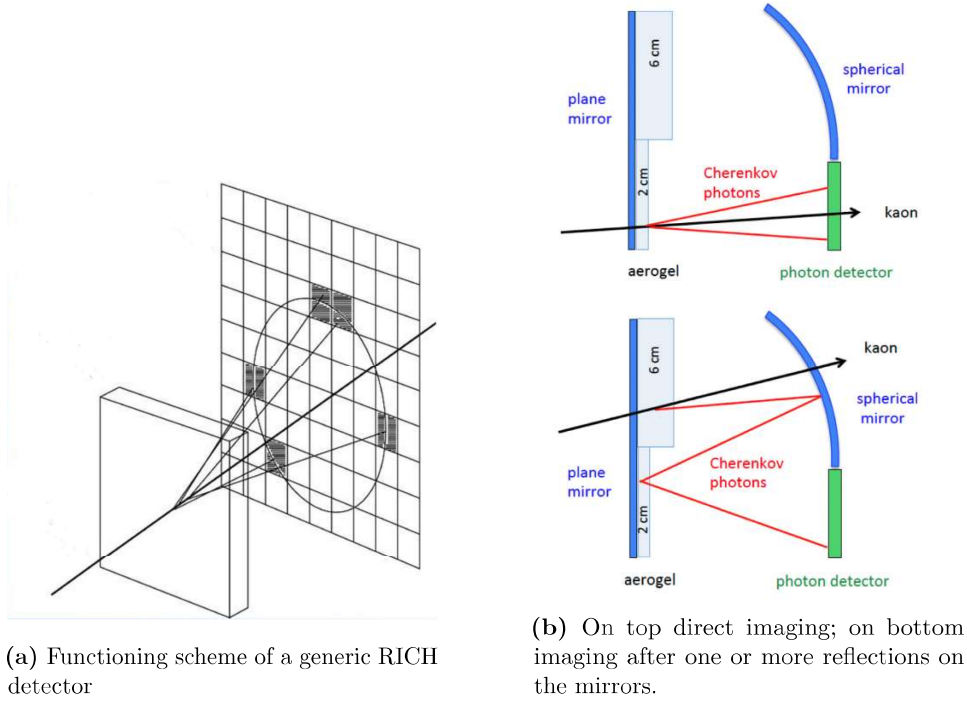 6 cm
spherical
mirror
plane
mirror
Cherenkov
photons
2 cm
kaon
aerogel
photon detector
6 cm
kaon
spherical
mirror
plane
mirror
Cherenkov
photons
2 cm
aerogel
photon detector
(a) Functioning scheme of a generic RICH
detector
(b) On top direct imaging; on bottom
imaging after one or more reflections on
the mirrors.